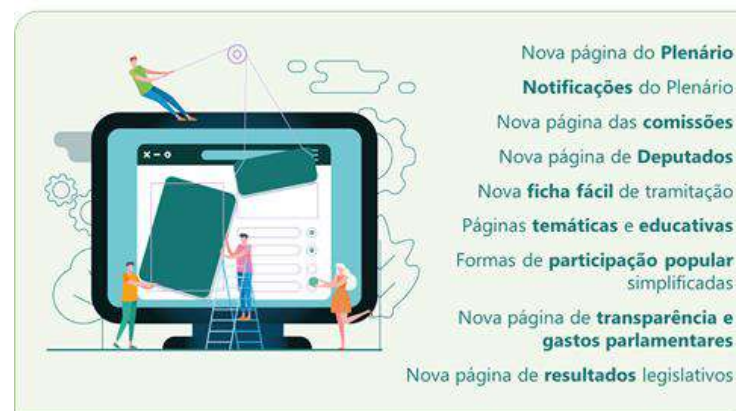 Nova página do Plenário
Notificações do Plenário
Nova página das comissões
Nova página de Deputados
Nova ficha fácil de tramitação
Páginas temáticas e educativas
Formas de participação popular
simplificadas
Nova página de transparência e
gastos parlamentares
Nova página de resultados legislativos